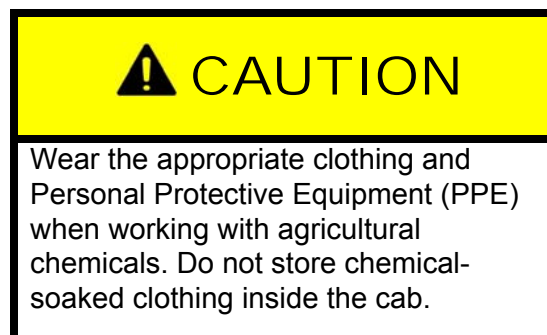 CAUTION
Wear the appropriate clothing and
Personal Protective Equipment (PPE)
when working with agricultural
chemicals. Do not store chemical-
soaked clothing inside the cab.